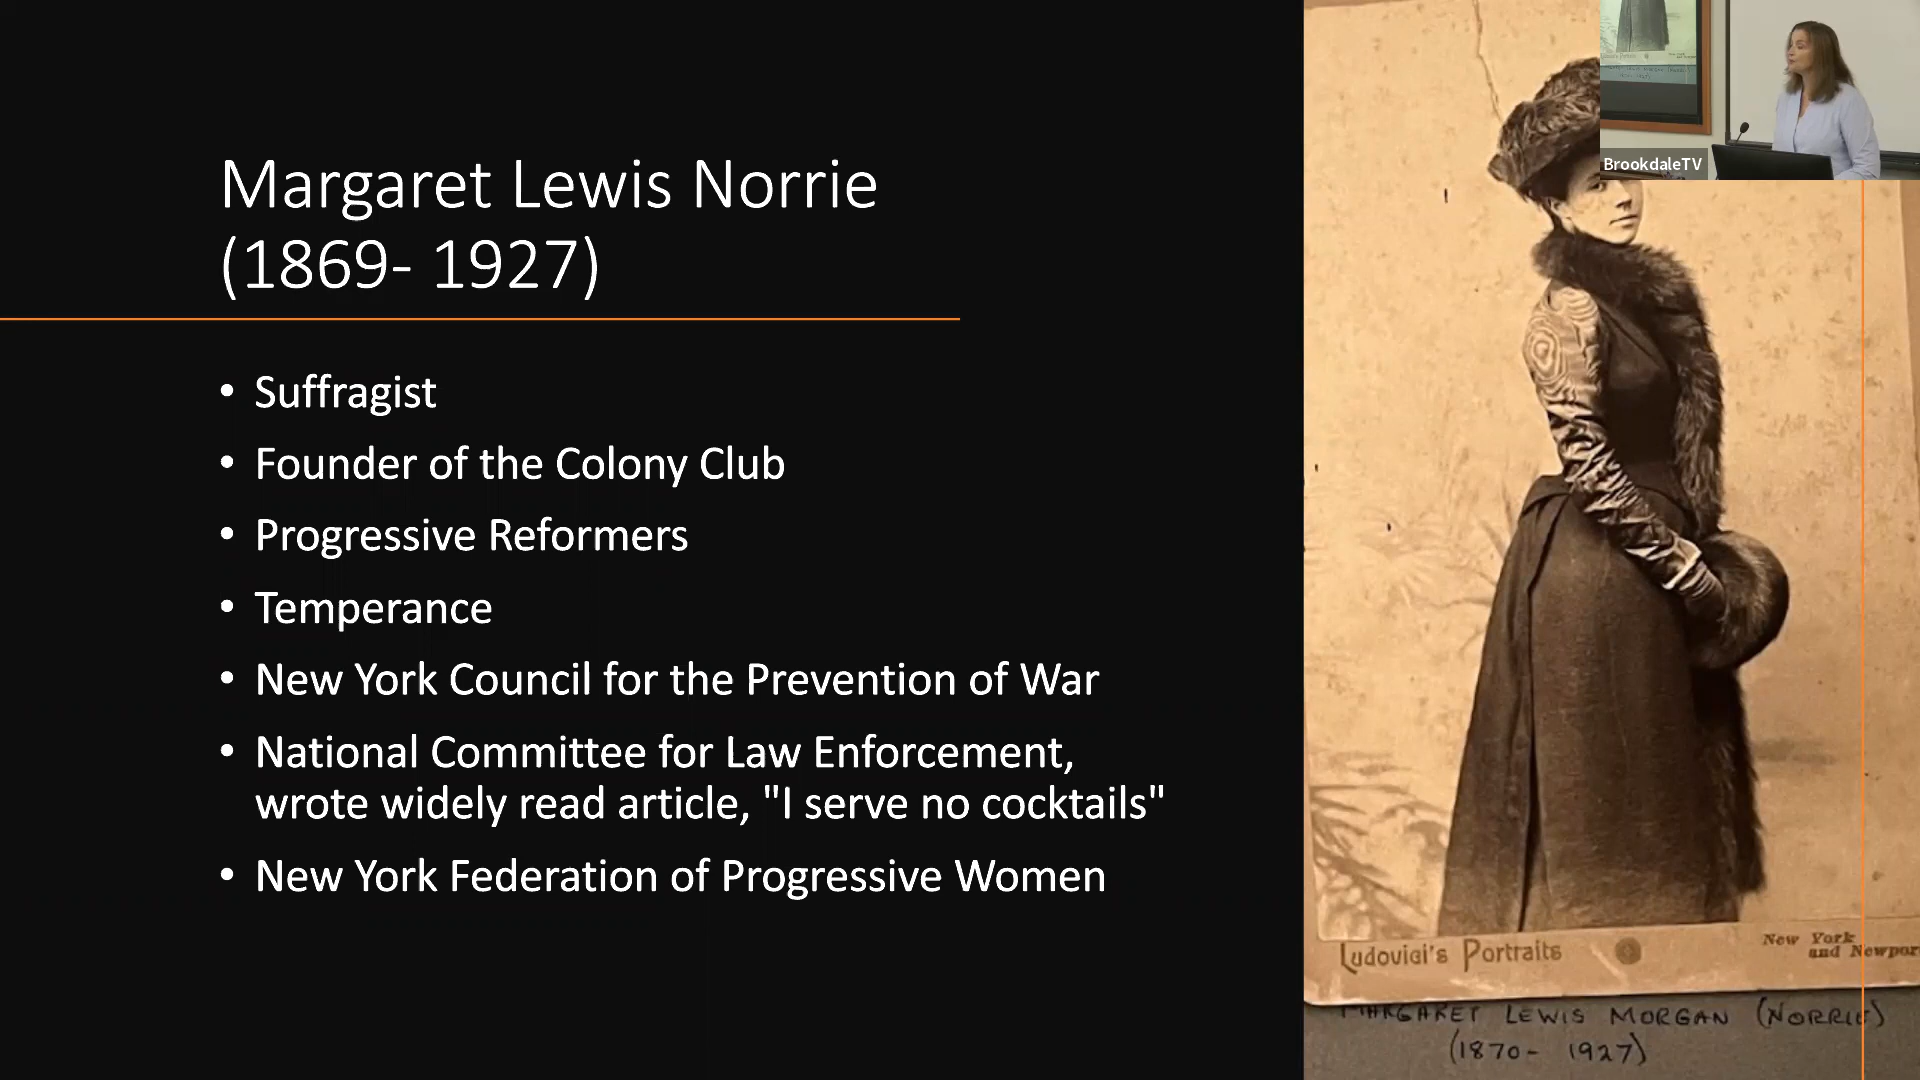 Margaret Lewis Norrie
(1869- 1927)
• Suffragist
• Founder of the Colony Club
• Progressive Reformers
• Temperance
• New York Council for the Prevention of War
• National Committee for Law Enforcement,
wrote widely read article, "I serve no cocktails"
• New York Federation of Progressive Women
BrookdaleTV
Ludovici's Portraits
New York
and Newpor
MARGARET LEWIS MORGAN (NORRIE)
(1870- 1927)